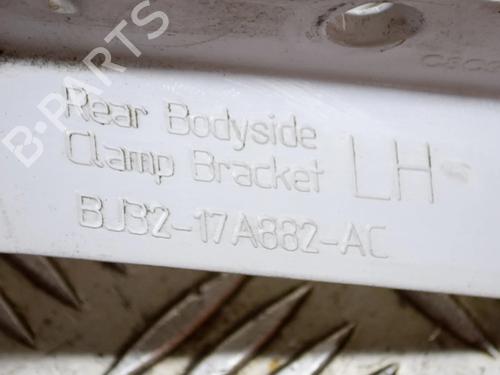 B-PARTS
Rear Bodyside
Clamp Bracket LH
BJ32-17A882-AC